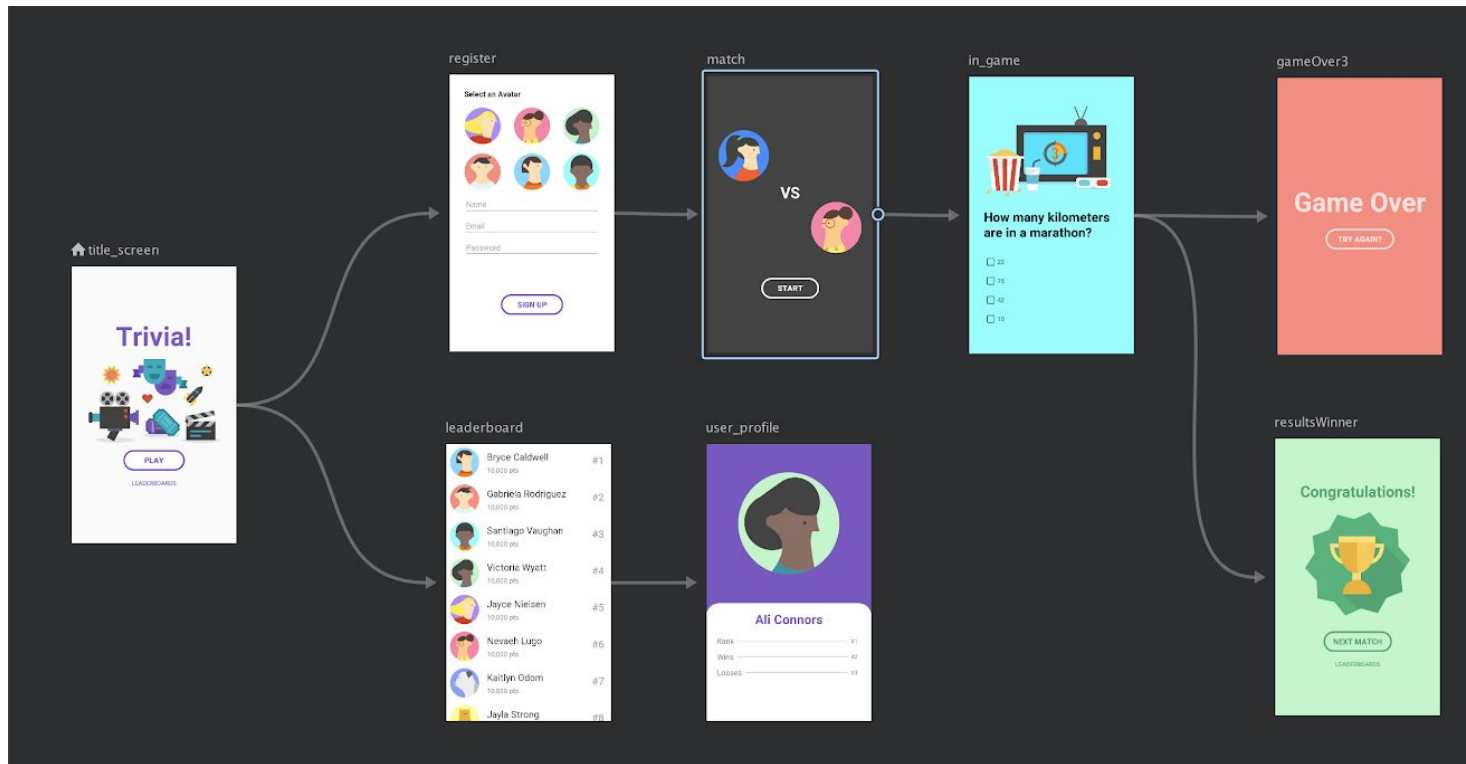 title_screen
Trivia!
PLAY
LEADERBOARDS
register
Select an Avatar
Name
Email
Password
SIGN UP
match
VS
START
in_game
3
How many kilometers
are in a marathon?
22
75
42
10
gameOver3
Game Over
TRY AGAIN?
leaderboard
Bryce Caldwell
10,000 pts
#1
Gabriela Rodriguez
10,000 pts
#2
Santiago Vaughan
10,000 pts
#3
Victoria Wyatt
10,000 pts
#4
Jayce Nielsen
10,000 pts
#5
Nevaeh Lugo
10,000 pts
#6
Kaitlyn Odom
10,000 pts
#7
Jayla Strong
#8
user_profile
Ali Connors
Rank #1
Wins #2
Losses #3
resultsWinner
Congratulations!
NEXT MATCH
LEADERBOARDS